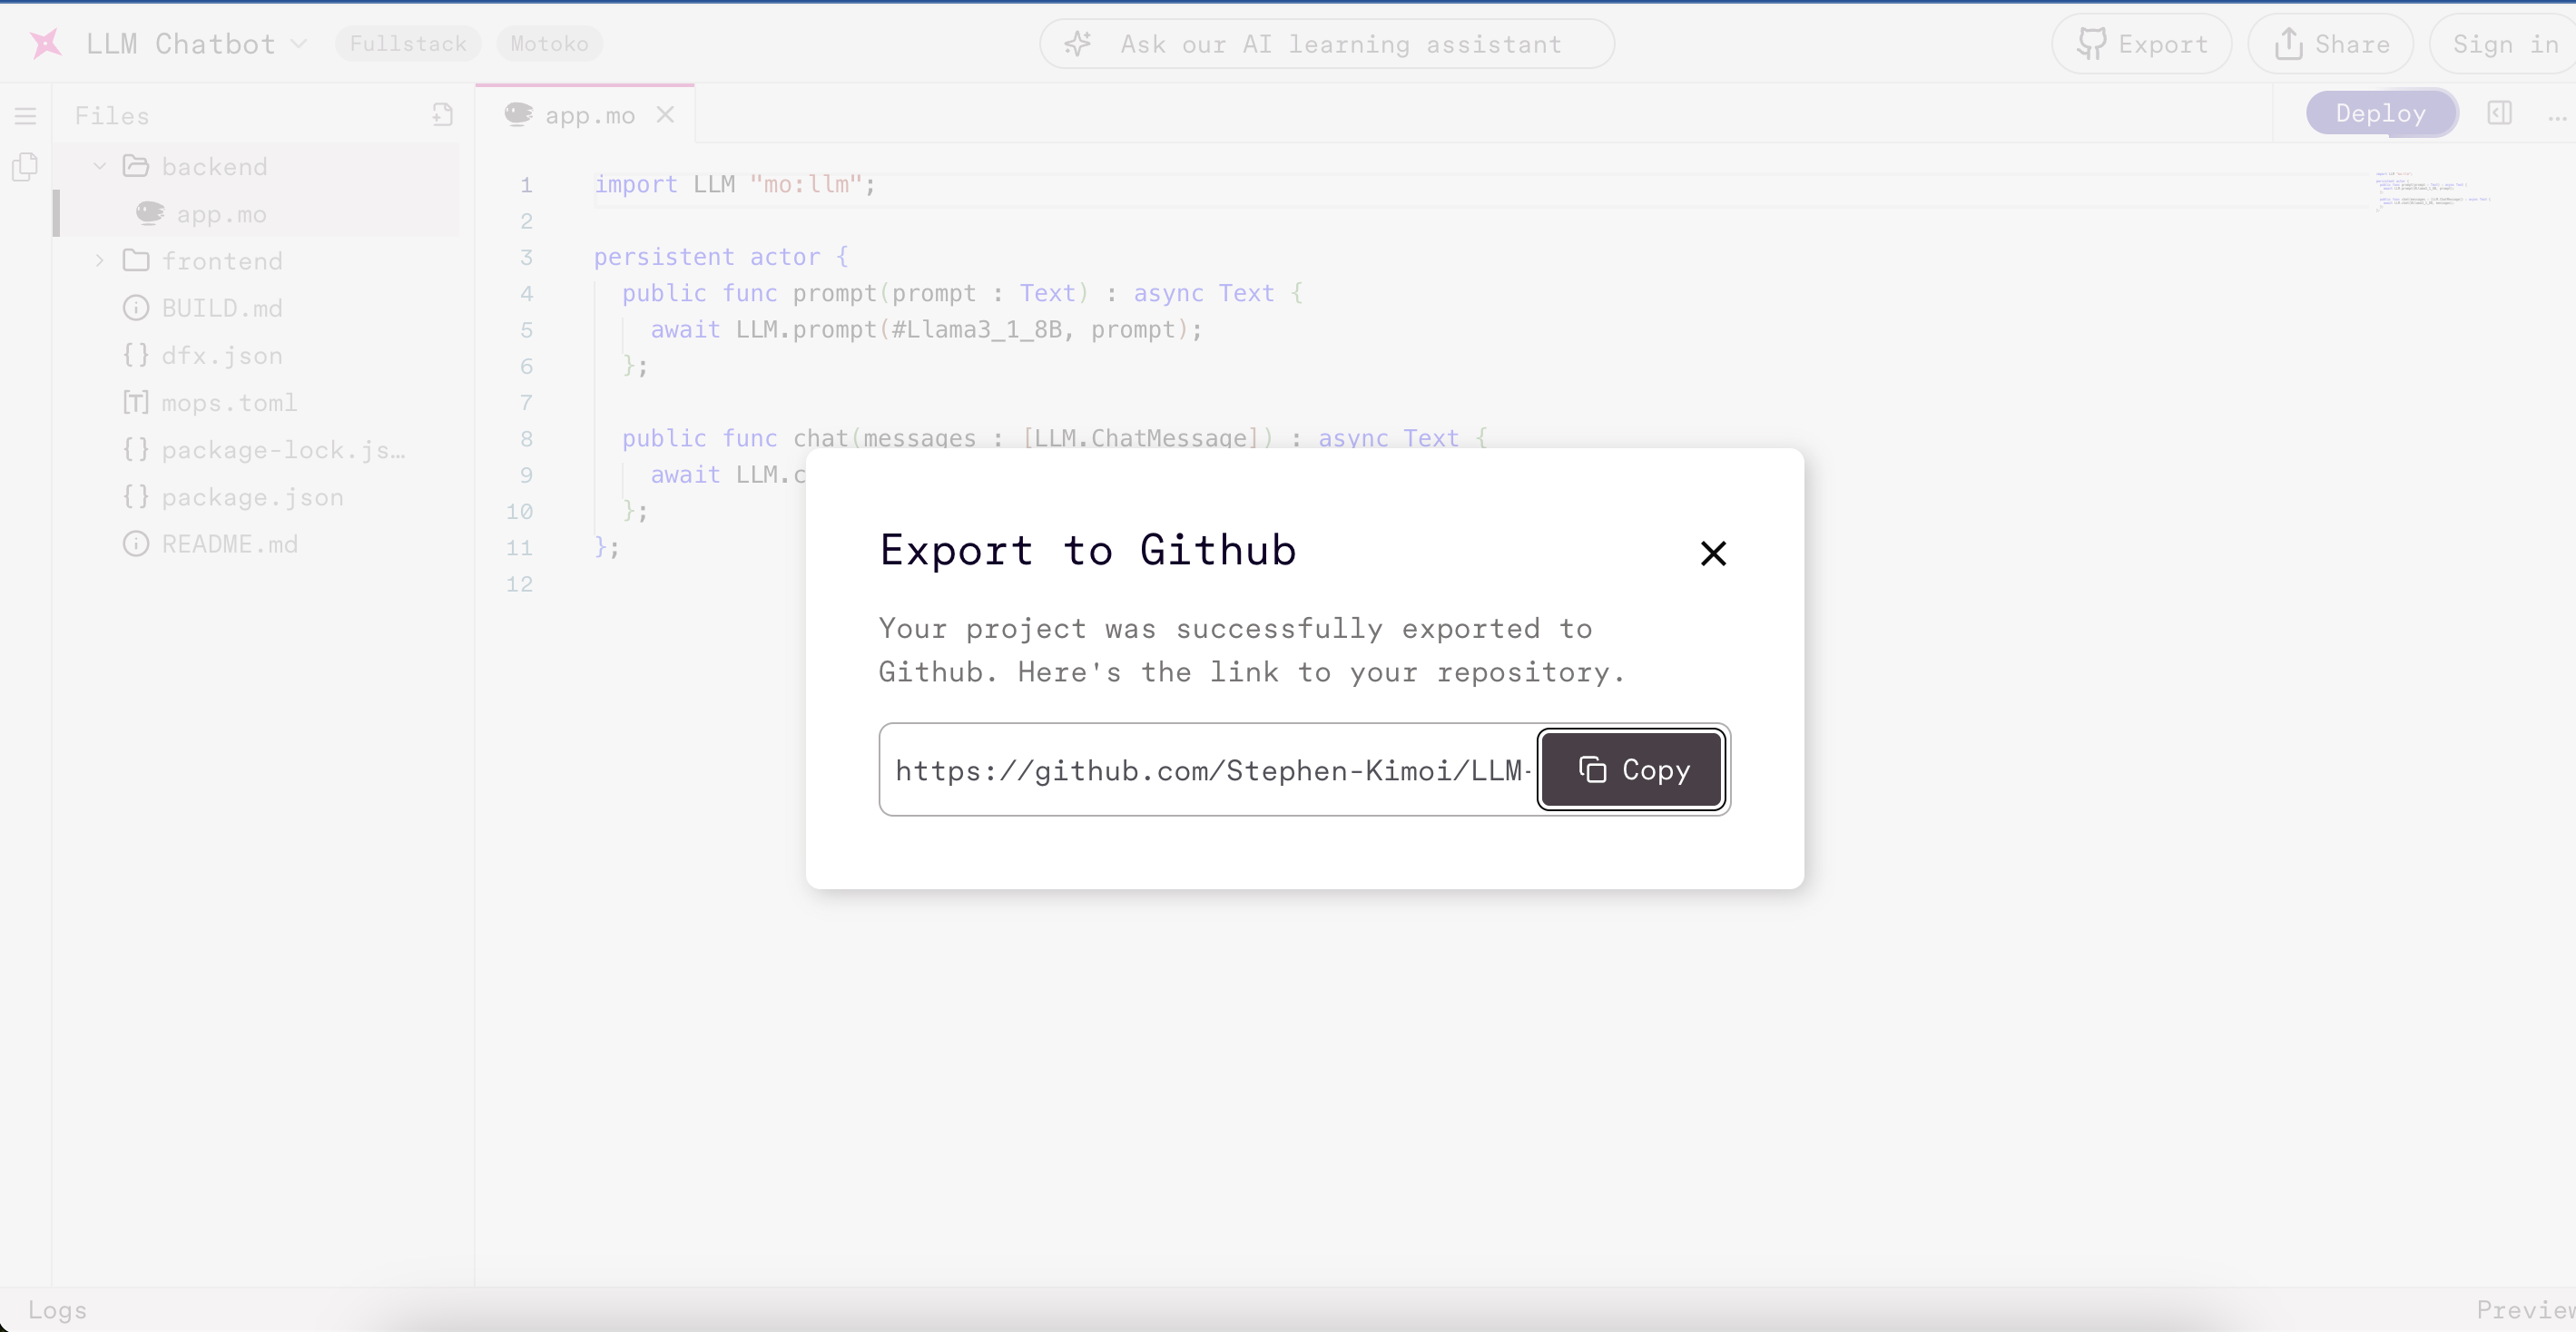 LLM Chatbot Fullstack Motoko Ask our AI learning assistant Export Share Sign in
Files
backend
app.mo
frontend
BUILD.md
dfx.json
mops.toml
package-lock.js…
package.json
README.md
app.mo Deploy ...
1 import LLM "mo:llm";
2
3 persistent actor {
4 public func prompt(prompt : Text) : async Text {
5 await LLM.prompt(#Llama3_1_8B, prompt);
6 };
7
8 public func chat(messages : [LLM.ChatMessage]) : async Text {
9 await LLM.c
10 };
11 };
12
Export to Github
Your project was successfully exported to
Github. Here's the link to your repository.
https://github.com/Stephen-Kimoi/LLM- Copy
Logs Preview